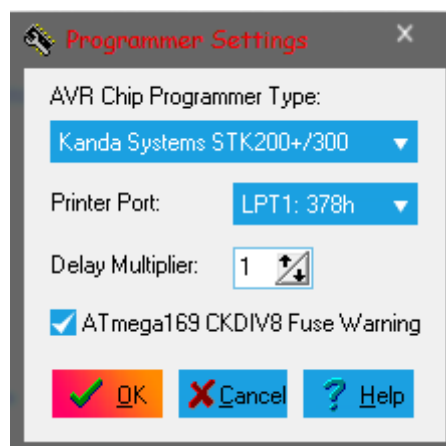 Programmer Settings
AVR Chip Programmer Type:
Kanda Systems STK200+/300
Printer Port: LPT1: 378h
Delay Multiplier: 1
ATmega169 CKDIV8 Fuse Warning
OK Cancel Help